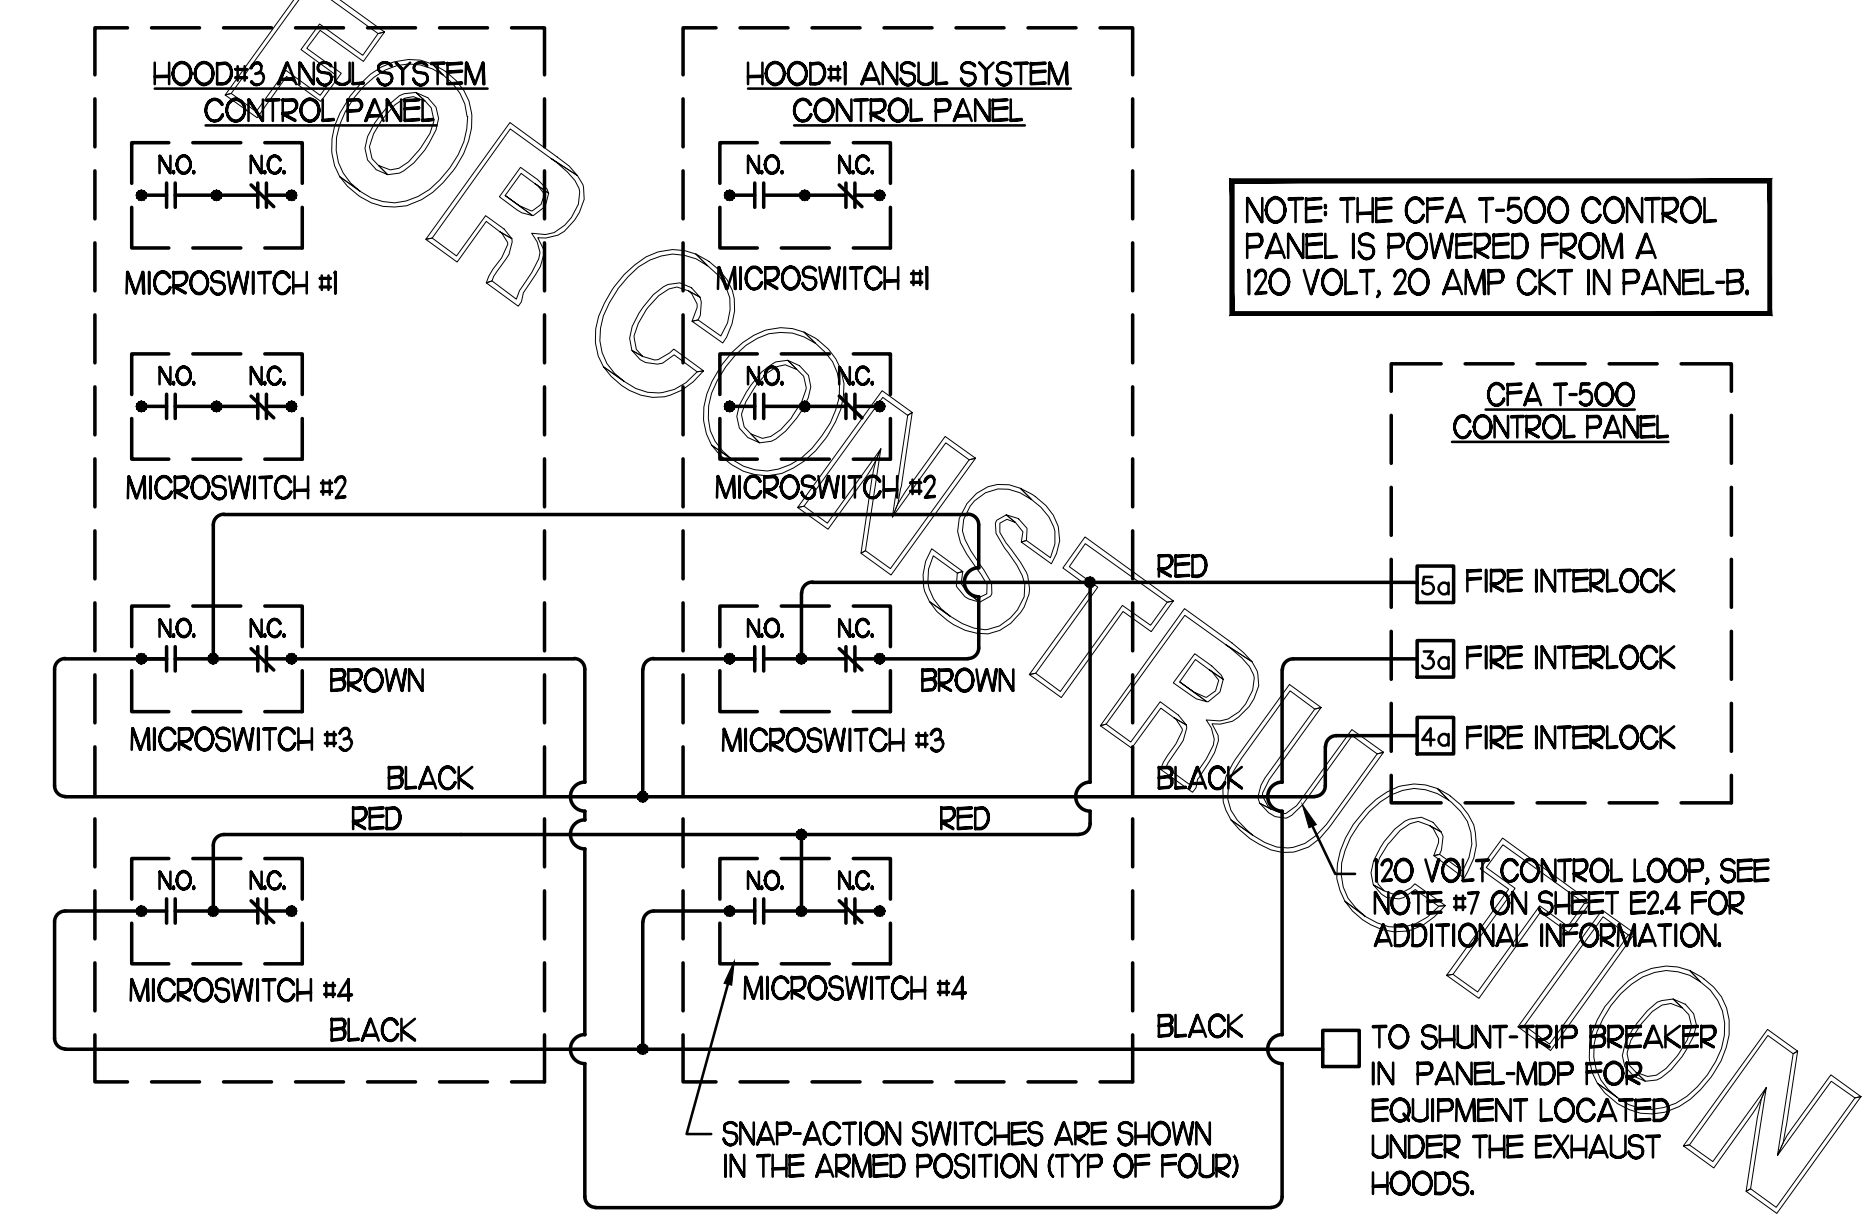 HOOD#3 ANSUL SYSTEM
CONTROL PANEL
N.O. N.C.
MICROSWITCH #1
N.O. N.C.
MICROSWITCH #2
N.O. N.C.
BROWN
MICROSWITCH #3
BLACK
RED
N.O. N.C.
MICROSWITCH #4
BLACK
HOOD#1 ANSUL SYSTEM
CONTROL PANEL
N.O. N.C.
MICROSWITCH #1
N.O. N.C.
MICROSWITCH #2
N.O. N.C.
BROWN
MICROSWITCH #3
RED
N.O. N.C.
MICROSWITCH #4
SNAP-ACTION SWITCHES ARE SHOWN
IN THE ARMED POSITION (TYP OF FOUR)
RED
BLACK
BLACK
NOTE: THE CFA T-500 CONTROL
PANEL IS POWERED FROM A
120 VOLT, 20 AMP CKT IN PANEL-B.
CFA T-500
CONTROL PANEL
5a FIRE INTERLOCK
3a FIRE INTERLOCK
4a FIRE INTERLOCK
120 VOLT CONTROL LOOP, SEE
NOTE #7 ON SHEET E2.4 FOR
ADDITIONAL INFORMATION.
TO SHUNT-TRIP BREAKER
IN PANEL-MDP FOR
EQUIPMENT LOCATED
UNDER THE EXHAUST
HOODS.
FOR CONSTRUCTION